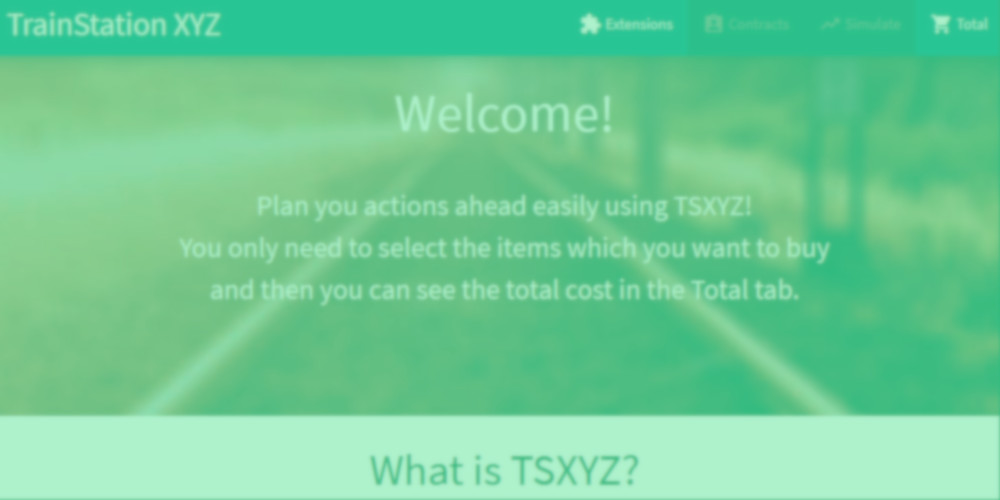 TrainStation XYZ
Extensions
Contracts
Simulate
Total
Welcome!
Plan you actions ahead easily using TSXYZ!
You only need to select the items which you want to buy
and then you can see the total cost in the Total tab.
What is TSXYZ?